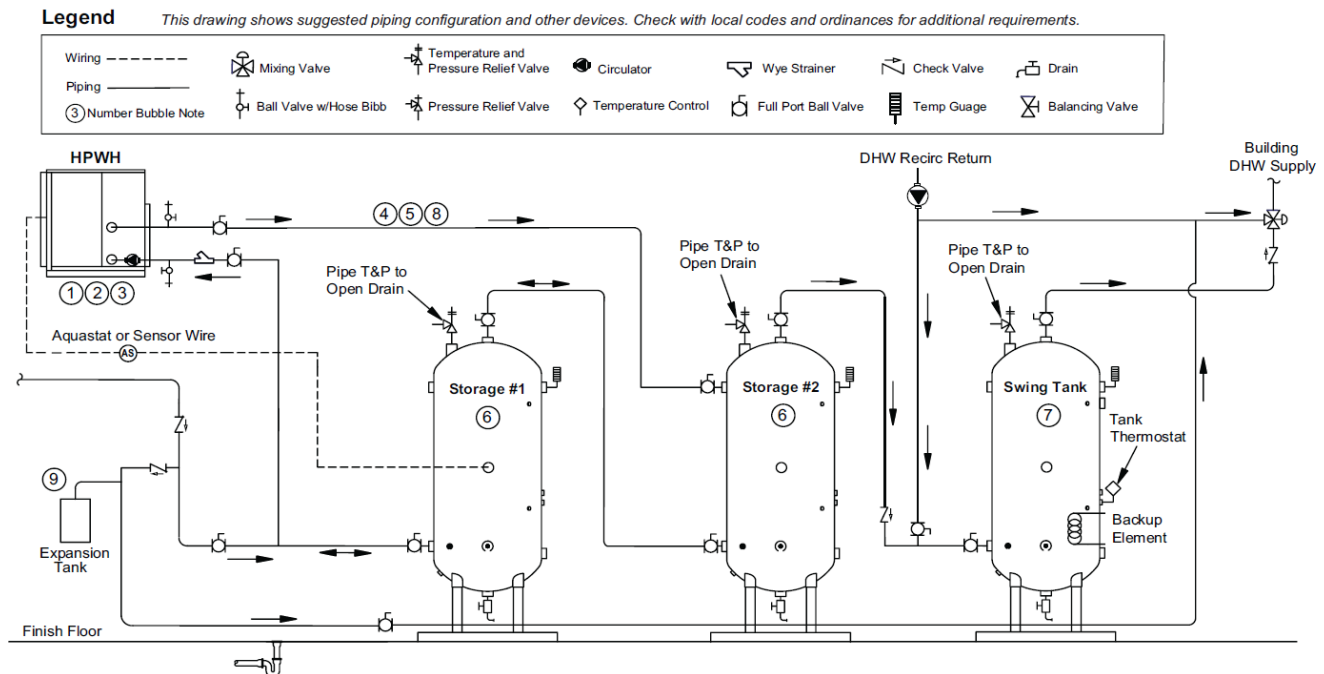 Legend
This drawing shows suggested piping configuration and other devices. Check with local codes and ordinances for additional requirements.
Wiring
Mixing Valve
Temperature and
Pressure Relief Valve
Circulator
Wye Strainer
Check Valve
Drain
Piping
3 Number Bubble Note
Ball Valve w/Hose Bibb
Pressure Relief Valve
Temperature Control
Full Port Ball Valve
Temp Guage
Balancing Valve
HPWH
DHW Recirc Return
Building
DHW Supply
4 5 8
Pipe T&P to
Open Drain
Pipe T&P to
Open Drain
Pipe T&P to
Open Drain
1 2 3
Aquastat or Sensor Wire
AS
Storage #1
6
Storage #2
6
Swing Tank
7
Tank
Thermostat
9
Expansion
Tank
Backup
Element
Finish Floor